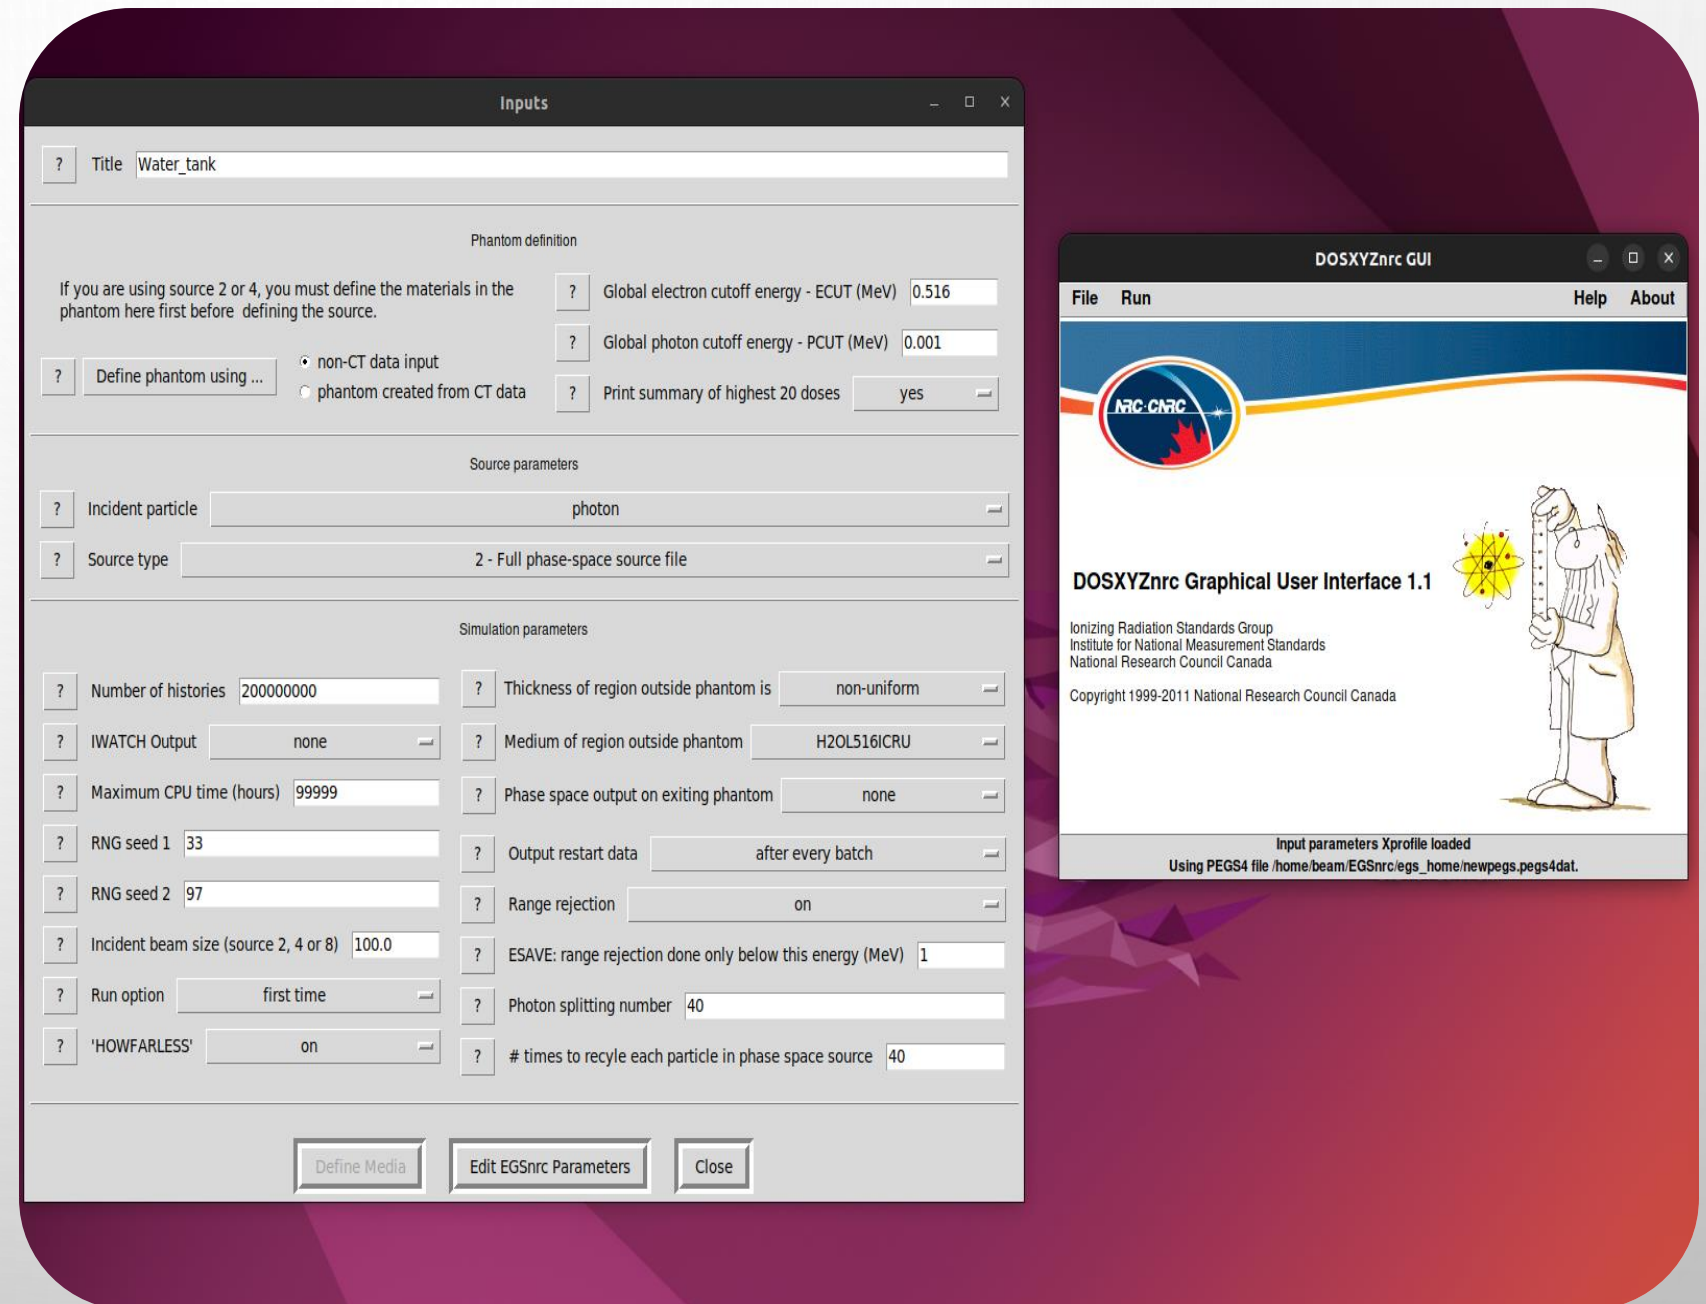 Inputs
? Title Water_tank
Phantom definition
If you are using source 2 or 4, you must define the materials in the
phantom here first before defining the source.
? Define phantom using ...
non-CT data input
phantom created from CT data
? Global electron cutoff energy - ECUT (MeV) 0.516
? Global photon cutoff energy - PCUT (MeV) 0.001
? Print summary of highest 20 doses yes
Source parameters
? Incident particle photon
? Source type 2 - Full phase-space source file
Simulation parameters
? Number of histories 200000000
? IWATCH Output none
? Maximum CPU time (hours) 99999
? RNG seed 1 33
? RNG seed 2 97
? Incident beam size (source 2, 4 or 8) 100.0
? Run option first time
? 'HOWFARLESS' on
? Thickness of region outside phantom is non-uniform
? Medium of region outside phantom H2OL516ICRU
? Phase space output on exiting phantom none
? Output restart data after every batch
? Range rejection on
? ESAVE: range rejection done only below this energy (MeV) 1
? Photon splitting number 40
? # times to recyle each particle in phase space source 40
Define Media
Edit EGSnrc Parameters
Close
DOSXYZnrc GUI
File Run Help About
NRC·CNRC
DOSXYZnrc Graphical User Interface 1.1
Ionizing Radiation Standards Group
Institute for National Measurement Standards
National Research Council Canada
Copyright 1999-2011 National Research Council Canada
Input parameters Xprofile loaded
Using PEGS4 file /home/beam/EGSnrc/egs_home/newpegs.pegs4dat.